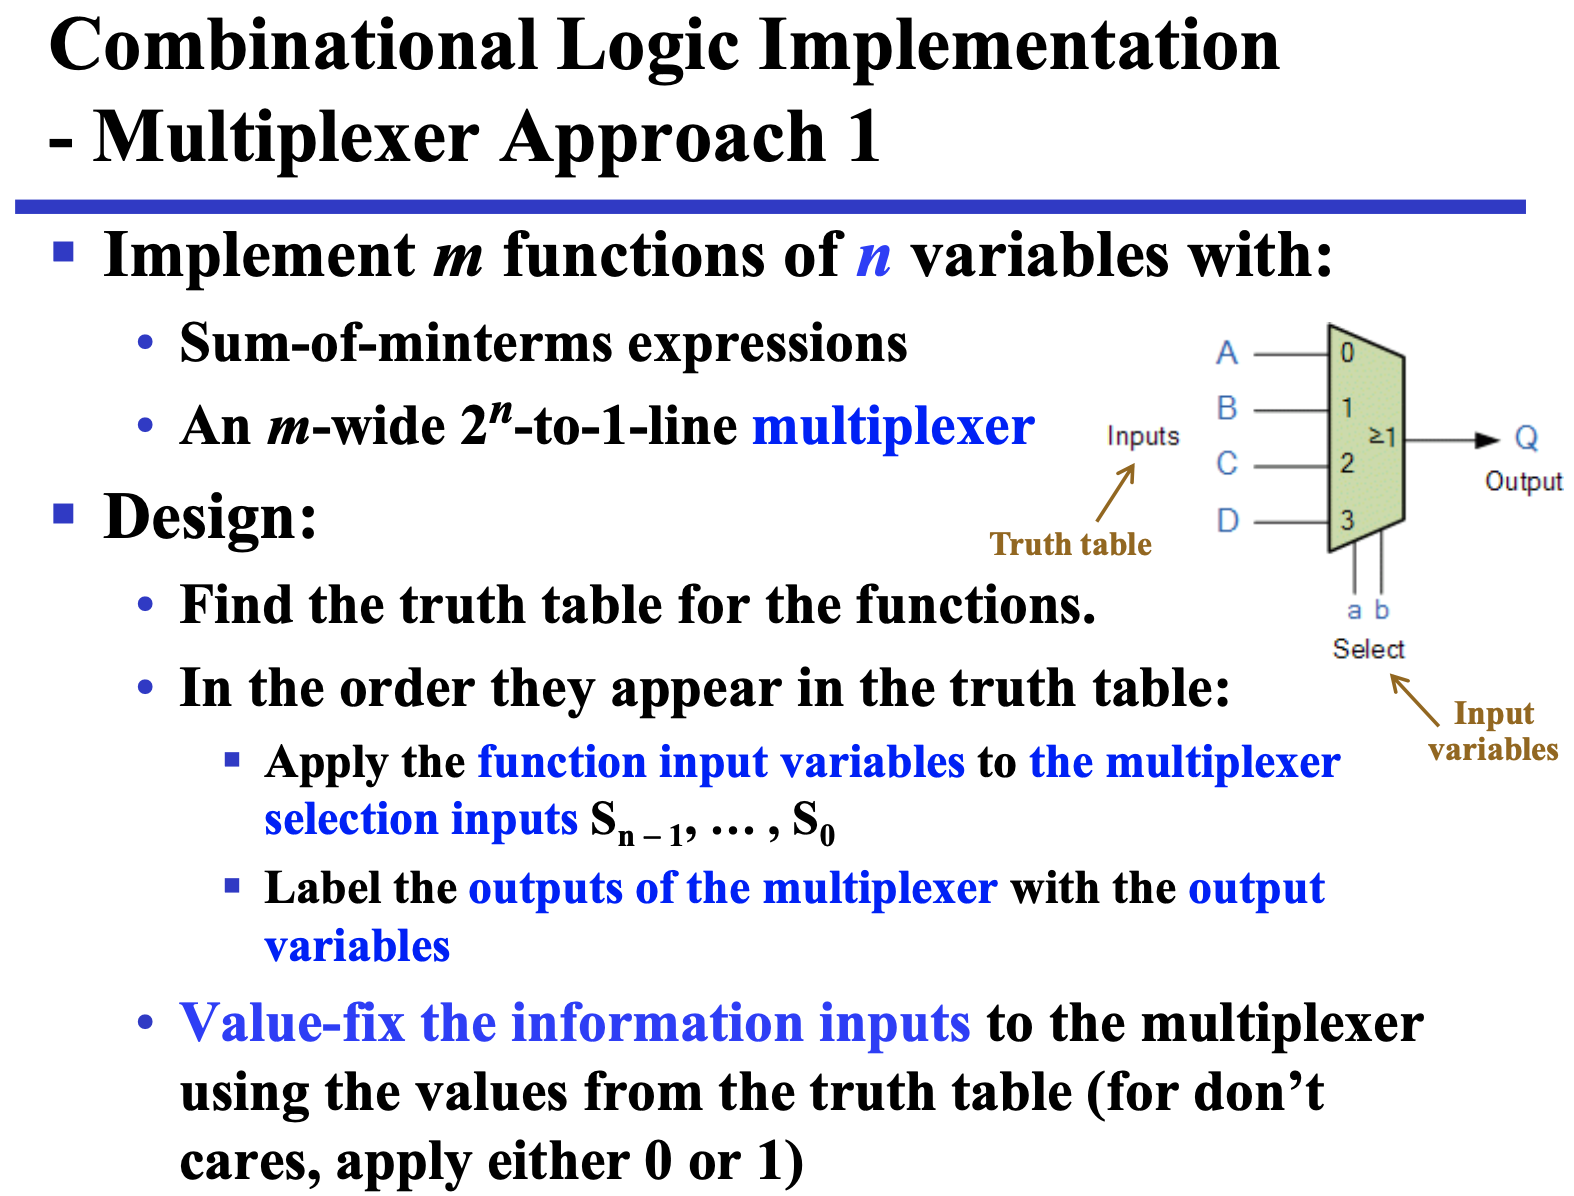 Combinational Logic Implementation
- Multiplexer Approach 1
Implement m functions of n variables with:
Sum-of-minterms expressions
An m-wide 2ⁿ-to-1-line multiplexer
Design:
Find the truth table for the functions.
In the order they appear in the truth table:
Apply the function input variables to the multiplexer
selection inputs Sₙ ₋ ₁, … , S₀
Label the outputs of the multiplexer with the output
variables
Value-fix the information inputs to the multiplexer
using the values from the truth table (for don’t
cares, apply either 0 or 1)
A 0
B 1
Inputs
≥1 Q
C 2
Output
D 3
Truth table
a b
Select
Input
variables